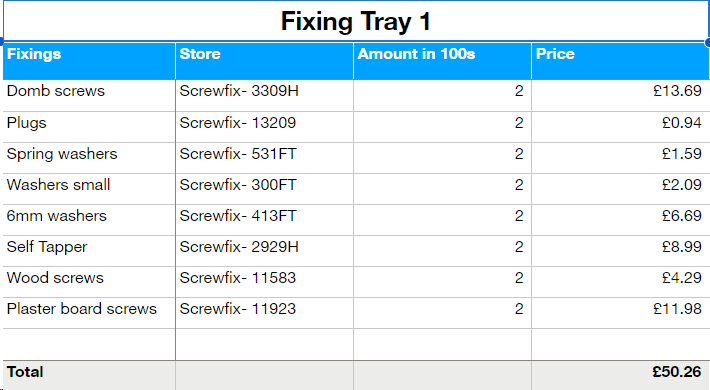 Fixing Tray 1
Fixings Store Amount in 100s Price
Domb screws Screwfix- 3309H 2 £13.69
Plugs Screwfix- 13209 2 £0.94
Spring washers Screwfix- 531FT 2 £1.59
Washers small Screwfix- 300FT 2 £2.09
6mm washers Screwfix- 413FT 2 £6.69
Self Tapper Screwfix- 2929H 2 £8.99
Wood screws Screwfix- 11583 2 £4.29
Plaster board screws Screwfix- 11923 2 £11.98
Total £50.26